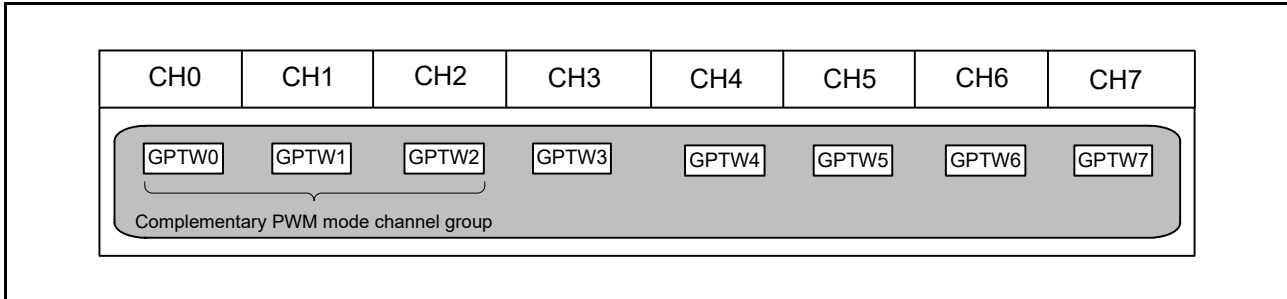 CH0 CH1 CH2 CH3 CH4 CH5 CH6 CH7
GPTW0 GPTW1 GPTW2 GPTW3 GPTW4 GPTW5 GPTW6 GPTW7
Complementary PWM mode channel group